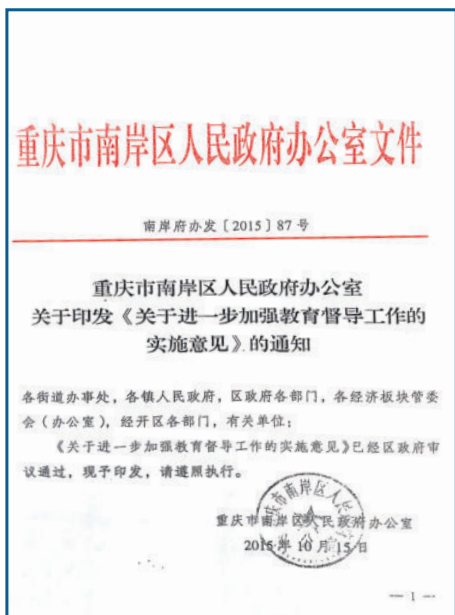 重庆市南岸区人民政府办公室文件
南岸府办发〔2015〕87号
重庆市南岸区人民政府办公室
关于印发《关于进一步加强教育督导工作的
实施意见》的通知
各街道办事处，各镇人民政府，区政府各部门，各经济板块管委
会（办公室），经开区各部门，有关单位：
《关于进一步加强教育督导工作的实施意见》已经区政府审
议通过，现予印发，请遵照执行。
重庆市南岸区人民政府办公室
2015年10月15日
— 1 —